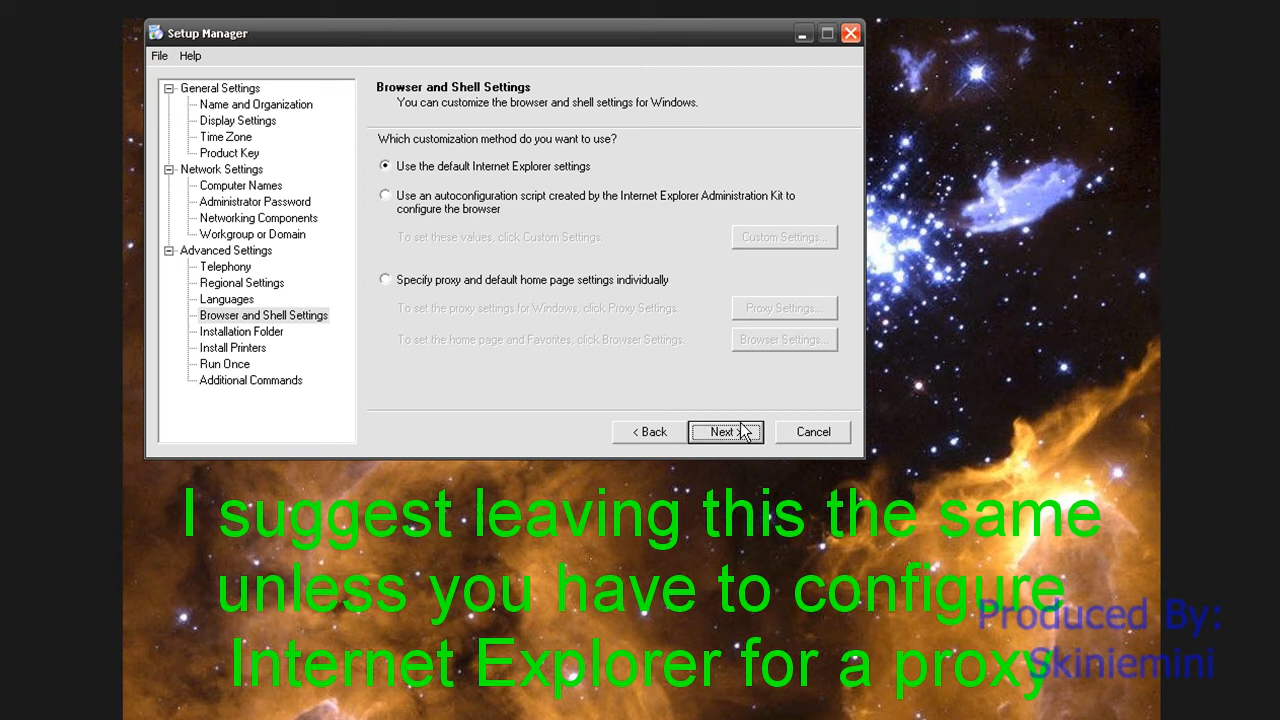 Setup Manager
File Help
General Settings
Name and Organization
Display Settings
Time Zone
Product Key
Network Settings
Computer Names
Administrator Password
Networking Components
Workgroup or Domain
Advanced Settings
Telephony
Regional Settings
Languages
Browser and Shell Settings
Installation Folder
Install Printers
Run Once
Additional Commands
Browser and Shell Settings
You can customize the browser and shell settings for Windows.
Which customization method do you want to use?
Use the default Internet Explorer settings
Use an autoconfiguration script created by the Internet Explorer Administration Kit to
configure the browser
To set these values, click Custom Settings.
Custom Settings...
Specify proxy and default home page settings individually
To set the proxy settings for Windows, click Proxy Settings.
Proxy Settings...
To set the home page and Favorites, click Browser Settings.
Browser Settings...
< Back Next > Cancel
I suggest leaving this the same
unless you have to configure
Internet Explorer for a proxy
Produced By:
Skiniemini